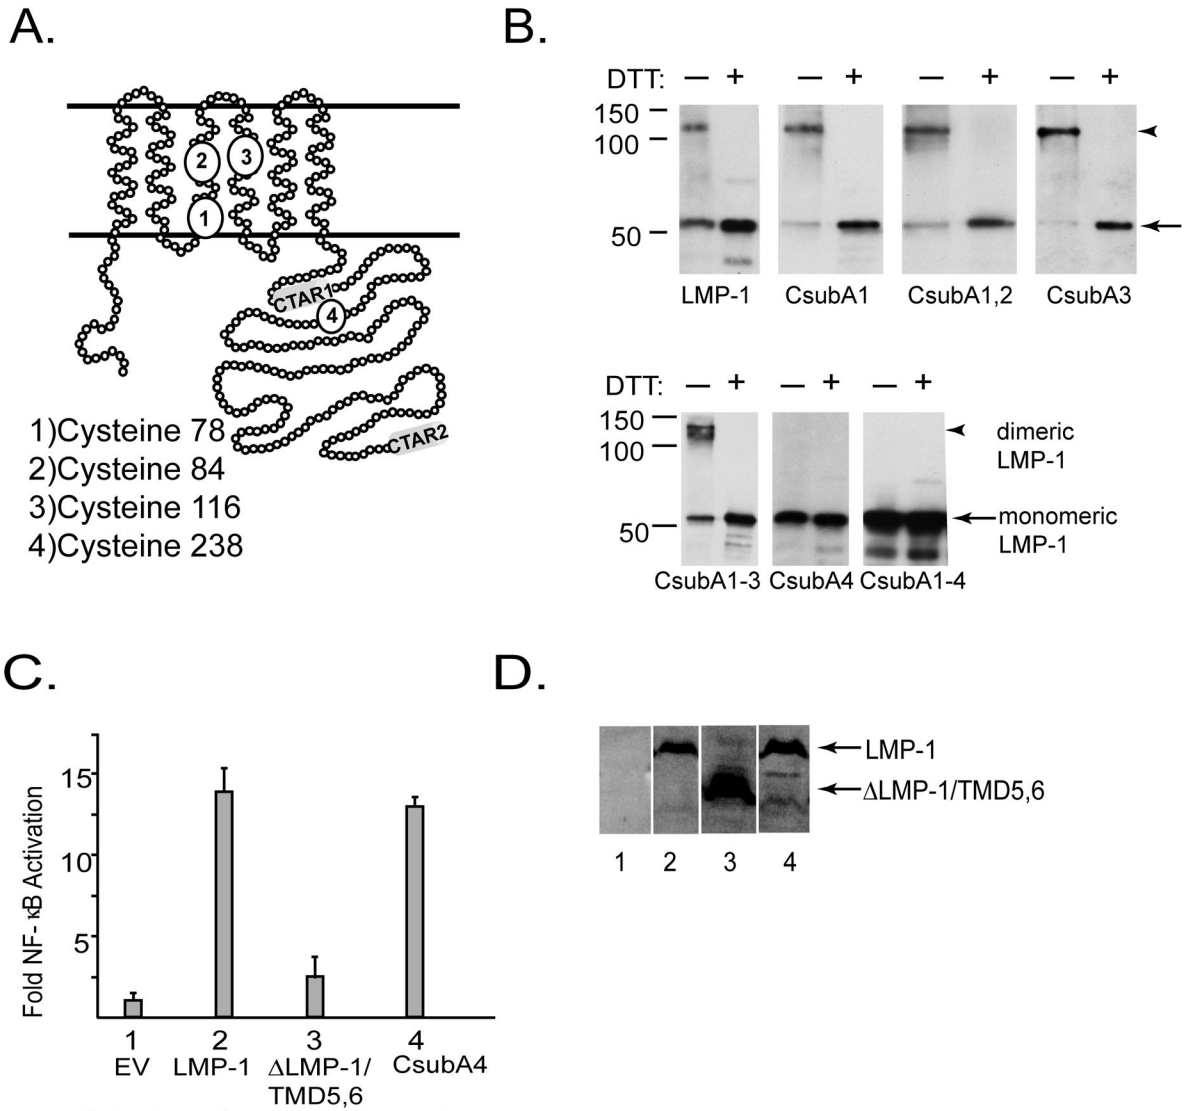 A.
2
3
1
CTAR1
4
CTAR2
1)Cysteine 78
2)Cysteine 84
3)Cysteine 116
4)Cysteine 238
B.
DTT: — + — + — + — +
150
100
50
LMP-1 CsubA1 CsubA1,2 CsubA3
DTT: — + — + — +
150
100
50
dimeric
LMP-1
monomeric
LMP-1
CsubA1-3 CsubA4 CsubA1-4
C.
Fold NF- κB Activation
15
10
5
1 2 3 4
EV LMP-1 ΔLMP-1/ CsubA4
TMD5,6
D.
LMP-1
ΔLMP-1/TMD5,6
1 2 3 4